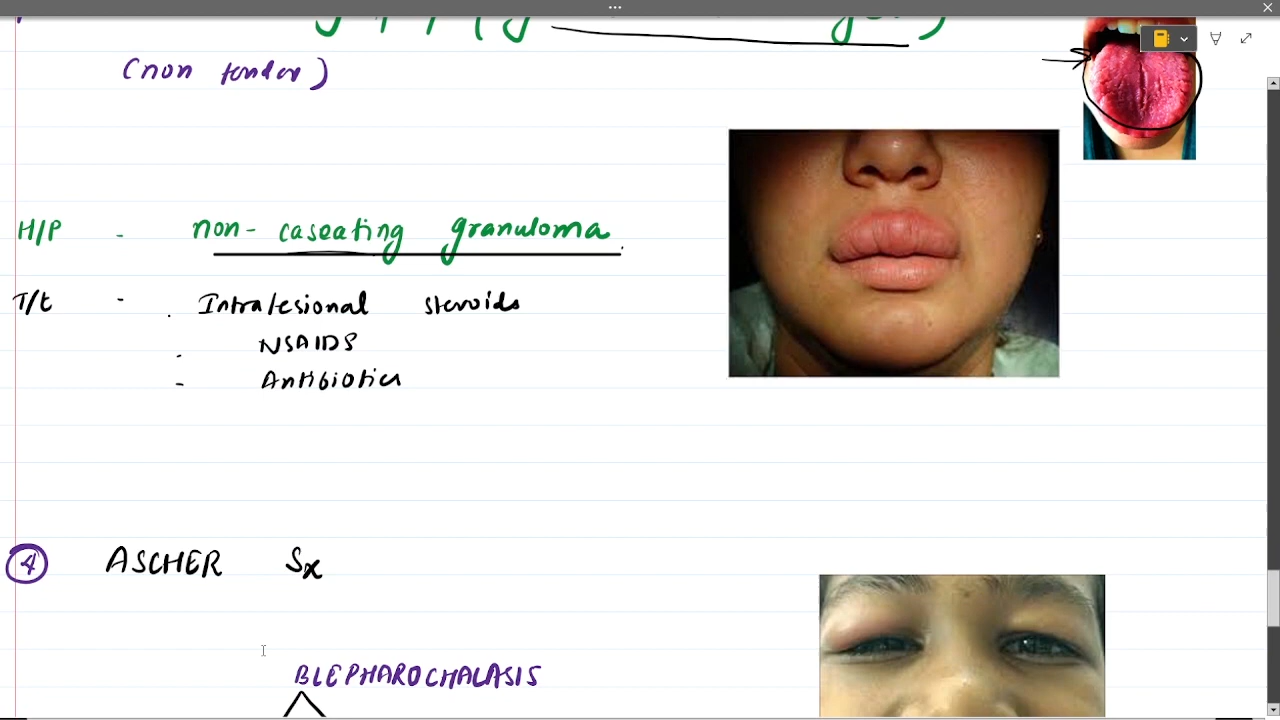 (non tender)
H/P - non-caseating granuloma
T/t - . Intralesional steroids
- NSAIDS
- Antibiotics
4 ASCHER Sx
BLEPHAROCHALASIS